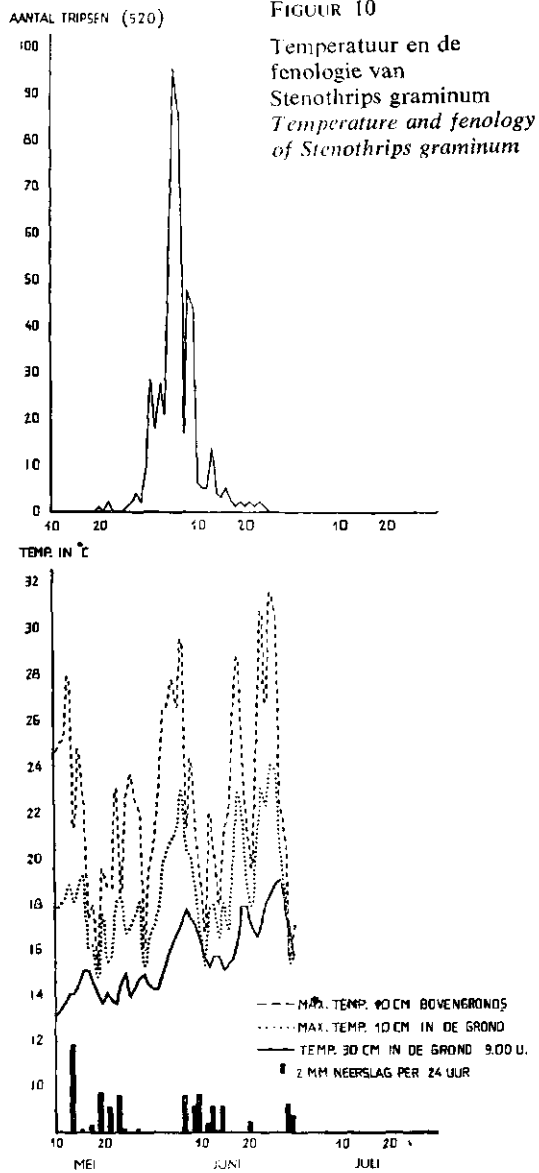 AANTAL TRIPSEN (520)
FIGUUR 10
Temperatuur en de
fenologie van
Stenothrips graminum
Temperature and fenology
of Stenothrips graminum
100
90
80
70
60
50
40
30
20
10
0
10 20 10 20 10 20
TEMP. IN °C
32
30
28
26
24
22
20
18
16
14
12
10
MAX. TEMP. 10 CM BOVENGRONDS
MAX. TEMP. 10 CM IN DE GROND
TEMP. 30 CM IN DE GROND 9.00 U.
2 MM NEERSLAG PER 24 UUR
10 20 10 20 10 20
MEI JUNI JULI